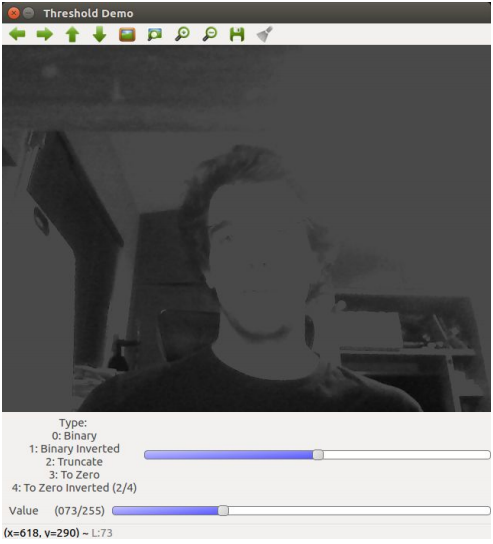 Threshold Demo
Type:
0: Binary
1: Binary Inverted
2: Truncate
3: To Zero
4: To Zero Inverted (2/4)
Value (073/255)
(x=618, y=290) ~ L:73